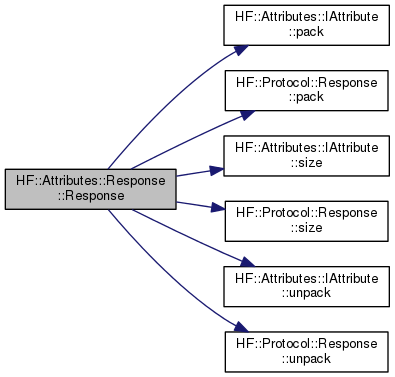 HF::Attributes::IAttribute
::pack
HF::Protocol::Response
::pack
HF::Attributes::IAttribute
::size
HF::Attributes::Response
::Response
HF::Protocol::Response
::size
HF::Attributes::IAttribute
::unpack
HF::Protocol::Response
::unpack